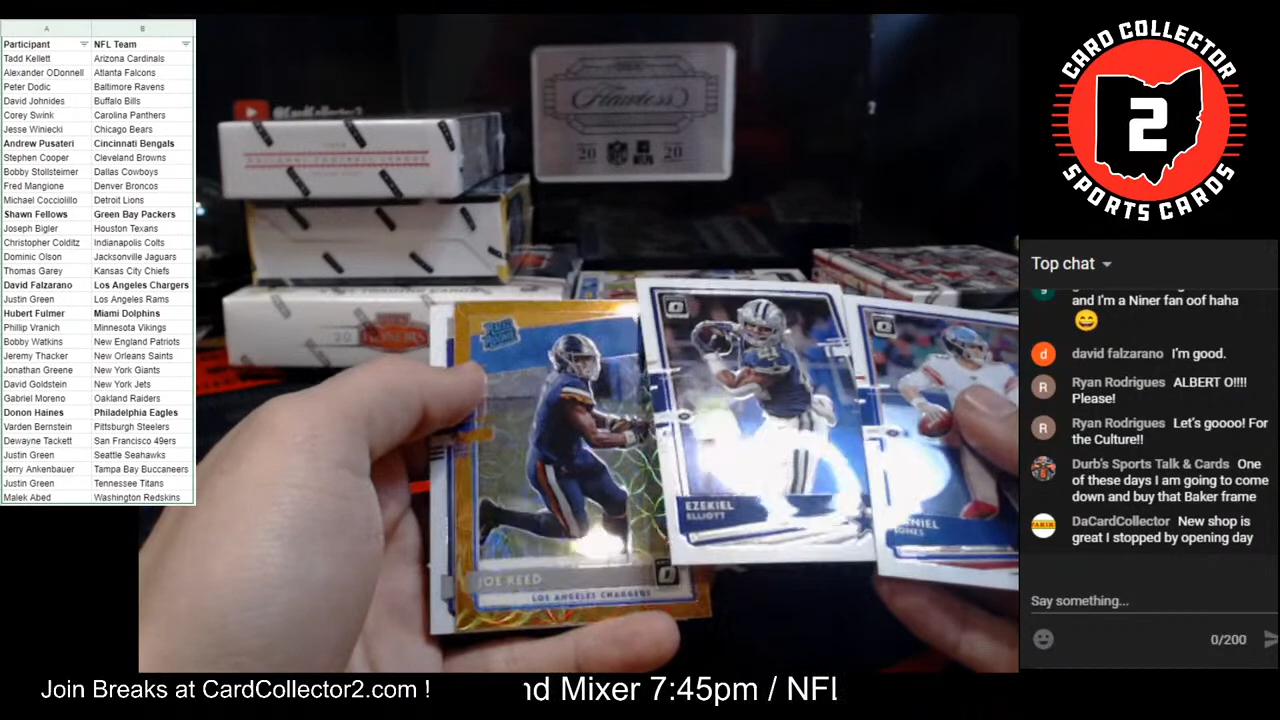 A B
Participant NFL Team
Tadd Kellett Arizona Cardinals
Alexander ODonnell Atlanta Falcons
Peter Dodic Baltimore Ravens
David Johnides Buffalo Bills
Corey Swink Carolina Panthers
Jesse Winiecki Chicago Bears
Andrew Pusateri Cincinnati Bengals
Stephen Cooper Cleveland Browns
Bobby Stollsteimer Dallas Cowboys
Fred Mangione Denver Broncos
Michael Cocciolillo Detroit Lions
Shawn Fellows Green Bay Packers
Joseph Bigler Houston Texans
Christopher Colditz Indianapolis Colts
Dominic Olson Jacksonville Jaguars
Thomas Garey Kansas City Chiefs
David Falzarano Los Angeles Chargers
Justin Green Los Angeles Rams
Hubert Fulmer Miami Dolphins
Phillip Vranich Minnesota Vikings
Bobby Watkins New England Patriots
Jeremy Thacker New Orleans Saints
Jonathan Greene New York Giants
David Goldstein New York Jets
Gabriel Moreno Oakland Raiders
Donon Haines Philadelphia Eagles
Varden Bernstein Pittsburgh Steelers
Dewayne Tackett San Francisco 49ers
Justin Green Seattle Seahawks
Jerry Ankenbauer Tampa Bay Buccaneers
Justin Green Tennessee Titans
Malek Abed Washington Redskins
@CardCollector2
Flawless
20 NFL 20
NATIONAL FOOTBALL LEAGUE
EZEKIEL
ELLIOTT
JONES
JOE REED
LOS ANGELES CHARGERS
CARD COLLECTOR
2
SPORTS CARDS
Top chat
and I'm a Niner fan oof haha
david falzarano I'm good.
Ryan Rodrigues ALBERT O!!!!
Please!
Ryan Rodrigues Let's goooo! For
the Culture!!
Durb's Sports Talk & Cards One
of these days I am going to come
down and buy that Baker frame
DaCardCollector New shop is
great I stopped by opening day
Say something...
0/200
Join Breaks at CardCollector2.com !
nd Mixer 7:45pm / NFL